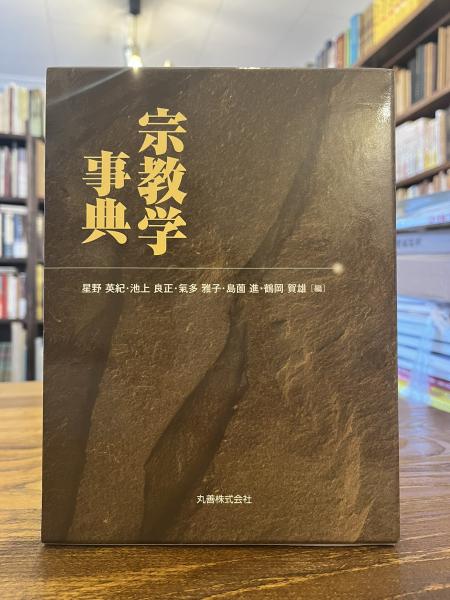 宗教学
事典
星野 英紀・池上 良正・氣多 雅子・島薗 進・鶴岡 賀雄[編]
丸善株式会社